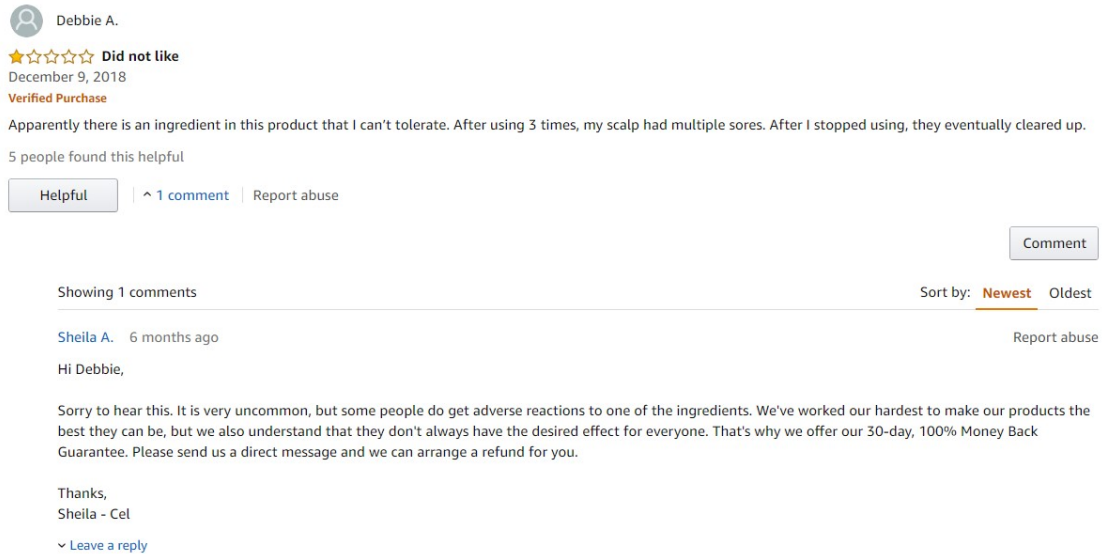 Debbie A.
Did not like
December 9, 2018
Verified Purchase
Apparently there is an ingredient in this product that I can’t tolerate. After using 3 times, my scalp had multiple sores. After I stopped using, they eventually cleared up.
5 people found this helpful
Helpful 1 comment Report abuse
Comment
Showing 1 comments Sort by: Newest Oldest
Sheila A. 6 months ago Report abuse
Hi Debbie,
Sorry to hear this. It is very uncommon, but some people do get adverse reactions to one of the ingredients. We've worked our hardest to make our products the
best they can be, but we also understand that they don't always have the desired effect for everyone. That's why we offer our 30-day, 100% Money Back
Guarantee. Please send us a direct message and we can arrange a refund for you.
Thanks,
Sheila - Cel
Leave a reply